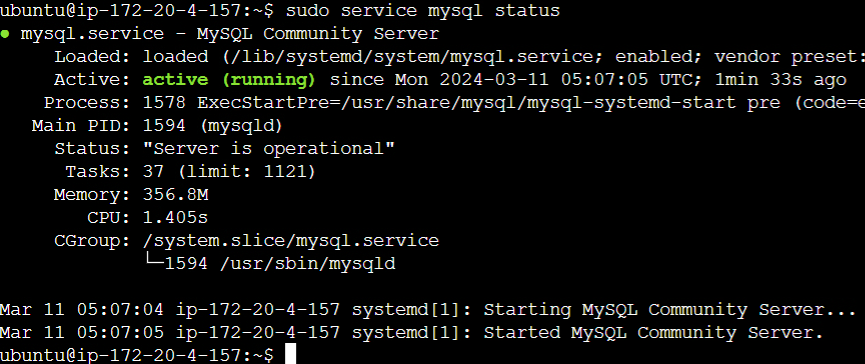 ubuntu@ip-172-20-4-157:~$ sudo service mysql status
● mysql.service - MySQL Community Server
Loaded: loaded (/lib/systemd/system/mysql.service; enabled; vendor preset:
Active: active (running) since Mon 2024-03-11 05:07:05 UTC; 1min 33s ago
Process: 1578 ExecStartPre=/usr/share/mysql/mysql-systemd-start pre (code=e
Main PID: 1594 (mysqld)
Status: "Server is operational"
Tasks: 37 (limit: 1121)
Memory: 356.8M
CPU: 1.405s
CGroup: /system.slice/mysql.service
└─1594 /usr/sbin/mysqld
Mar 11 05:07:04 ip-172-20-4-157 systemd[1]: Starting MySQL Community Server...
Mar 11 05:07:05 ip-172-20-4-157 systemd[1]: Started MySQL Community Server.
ubuntu@ip-172-20-4-157:~$